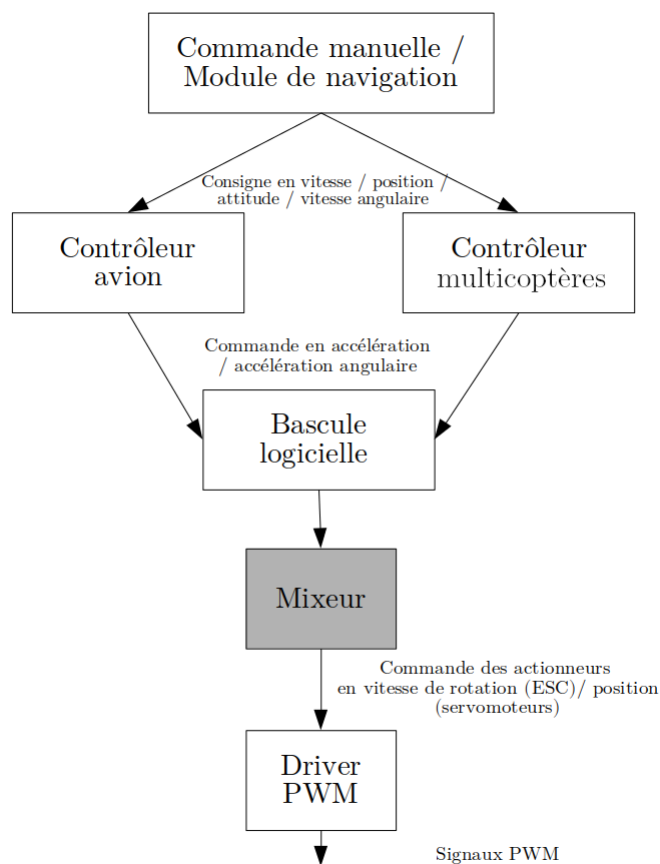 Commande manuelle /
Module de navigation
Consigne en vitesse / position /
attitude / vitesse angulaire
Contrôleur
avion
Contrôleur
multicoptères
Commande en accélération
/ accélération angulaire
Bascule
logicielle
Mixeur
Commande des actionneurs
en vitesse de rotation (ESC)/ position
(servomoteurs)
Driver
PWM
Signaux PWM